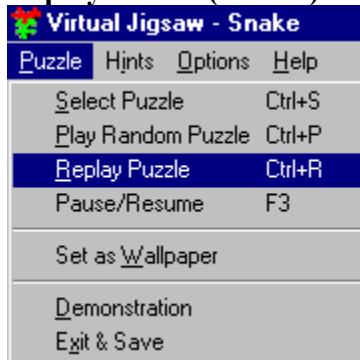 Virtual Jigsaw - Snake
Puzzle Hints Options Help
Select Puzzle Ctrl+S
Play Random Puzzle Ctrl+P
Replay Puzzle Ctrl+R
Pause/Resume F3
Set as Wallpaper
Demonstration
Exit & Save